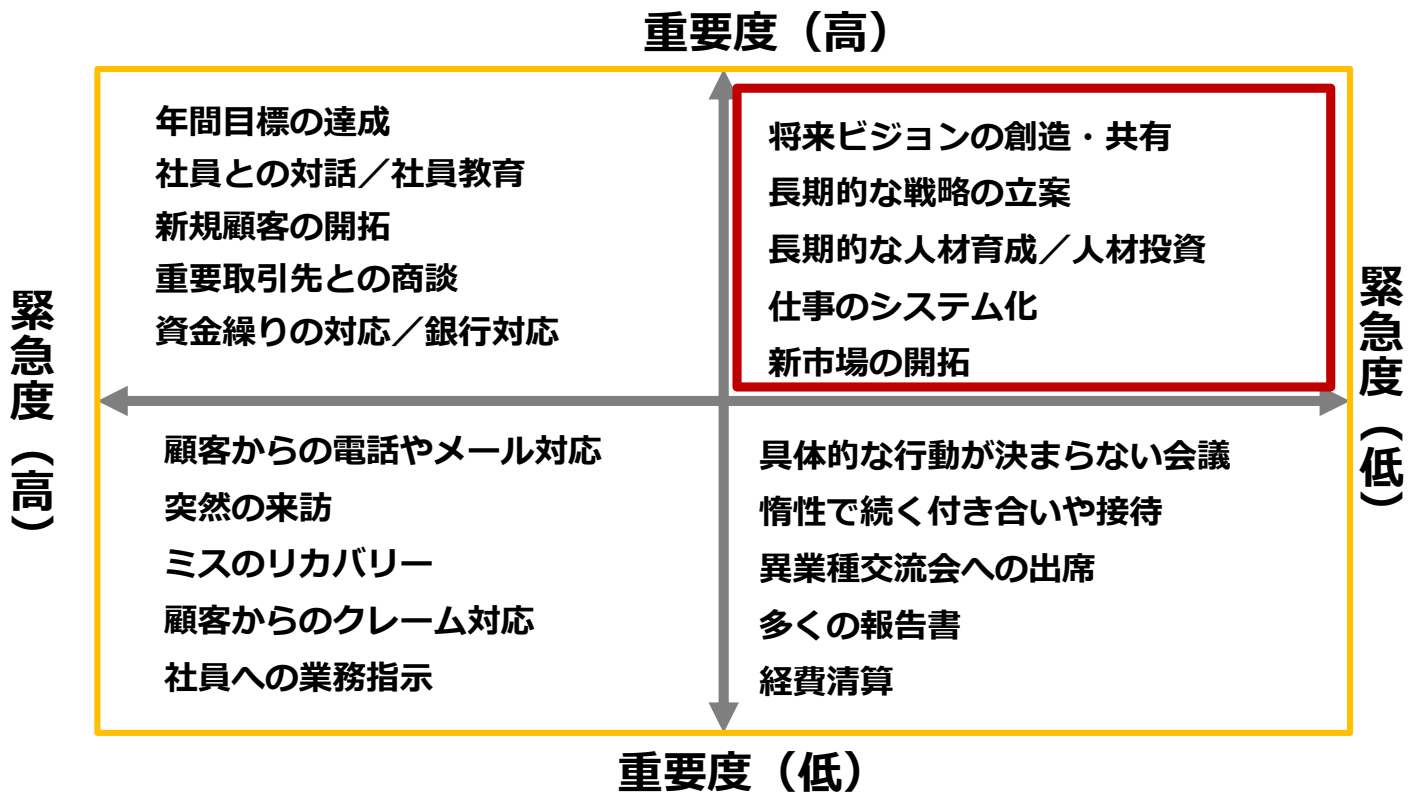 重要度（高）
年間目標の達成
社員との対話／社員教育
新規顧客の開拓
重要取引先との商談
資金繰りの対応／銀行対応
将来ビジョンの創造・共有
長期的な戦略の立案
長期的な人材育成／人材投資
仕事のシステム化
新市場の開拓
緊急度（高）
緊急度（低）
顧客からの電話やメール対応
突然の来訪
ミスのリカバリー
顧客からのクレーム対応
社員への業務指示
具体的な行動が決まらない会議
惰性で続く付き合いや接待
異業種交流会への出席
多くの報告書
経費清算
重要度（低）